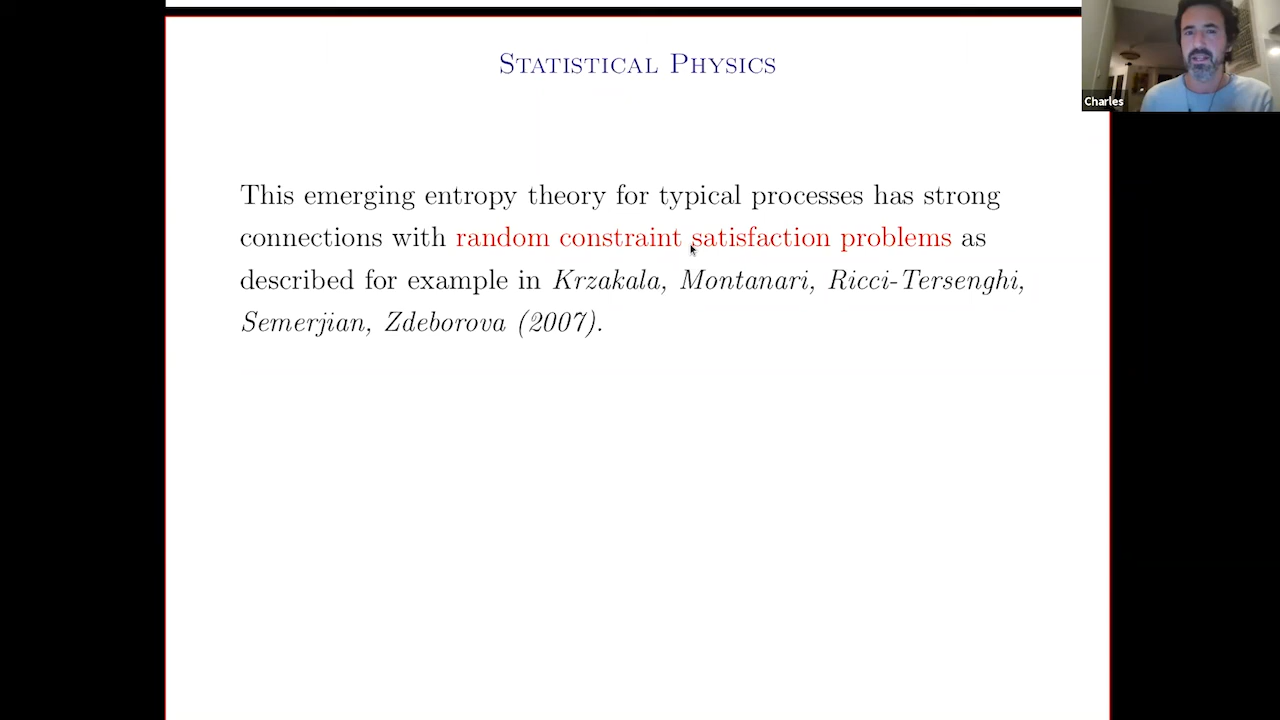 Statistical Physics
Charles
This emerging entropy theory for typical processes has strong
connections with random constraint satisfaction problems as
described for example in Krzakala, Montanari, Ricci-Tersenghi,
Semerjian, Zdeborova (2007).